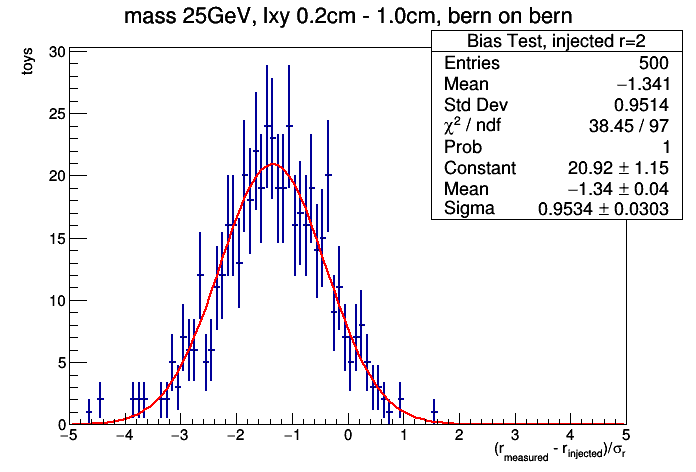 mass 25GeV, lxy 0.2cm - 1.0cm, bern on bern
Bias Test, injected r=2
Entries 500
Mean −1.341
Std Dev 0.9514
χ² / ndf 38.45 / 97
Prob 1
Constant 20.92 ± 1.15
Mean −1.34 ± 0.04
Sigma 0.9534 ± 0.0303
toys
30
25
20
15
10
5
0
−5 −4 −3 −2 −1 0 1 2 3 4 5
(r_measured - r_injected)/σ_r